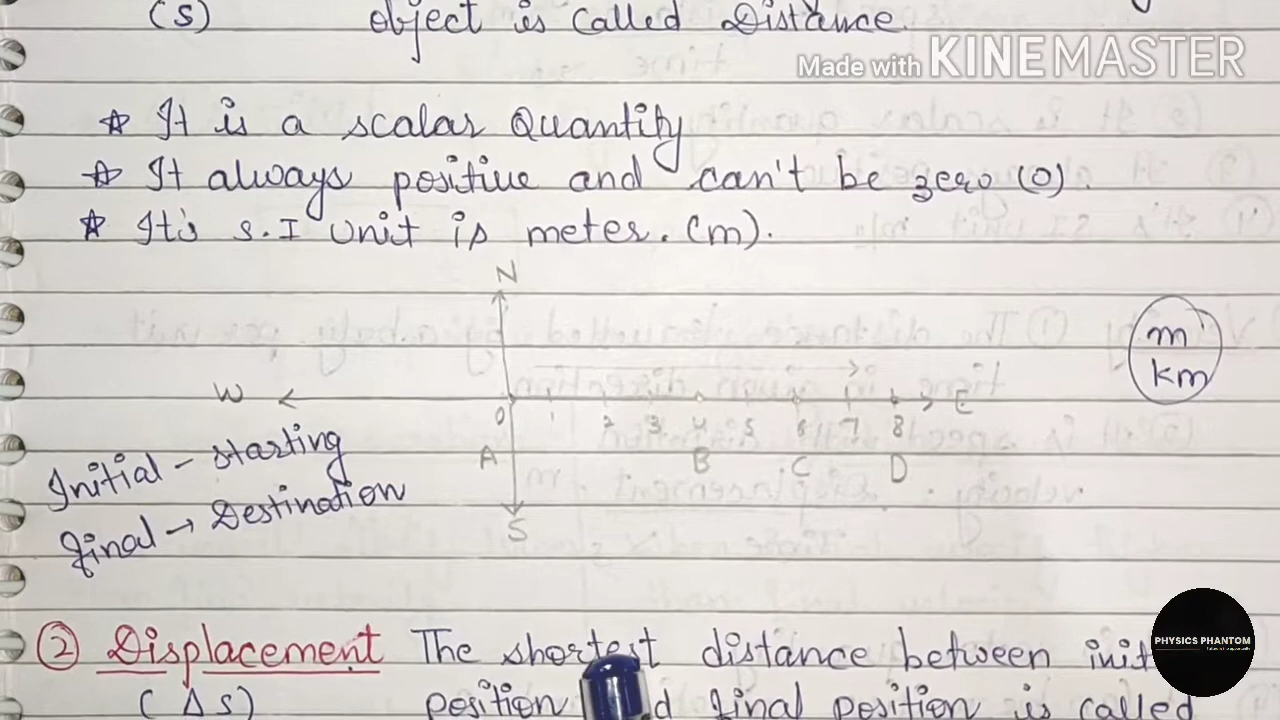 (S) object is called Distance.
Made with KINEMASTER
☆ It is a scalar Quantity
☆ It always positive and can't be zero (0).
☆ It's S.I Unit is meter. (m).
N
m
km
W E
0 1 2 3 4 5 6 7 8
A B C D
Initial - starting
final → Destination
S
② Displacement The shortest distance between init
PHYSICS PHANTOM
(ΔS) position final position is called